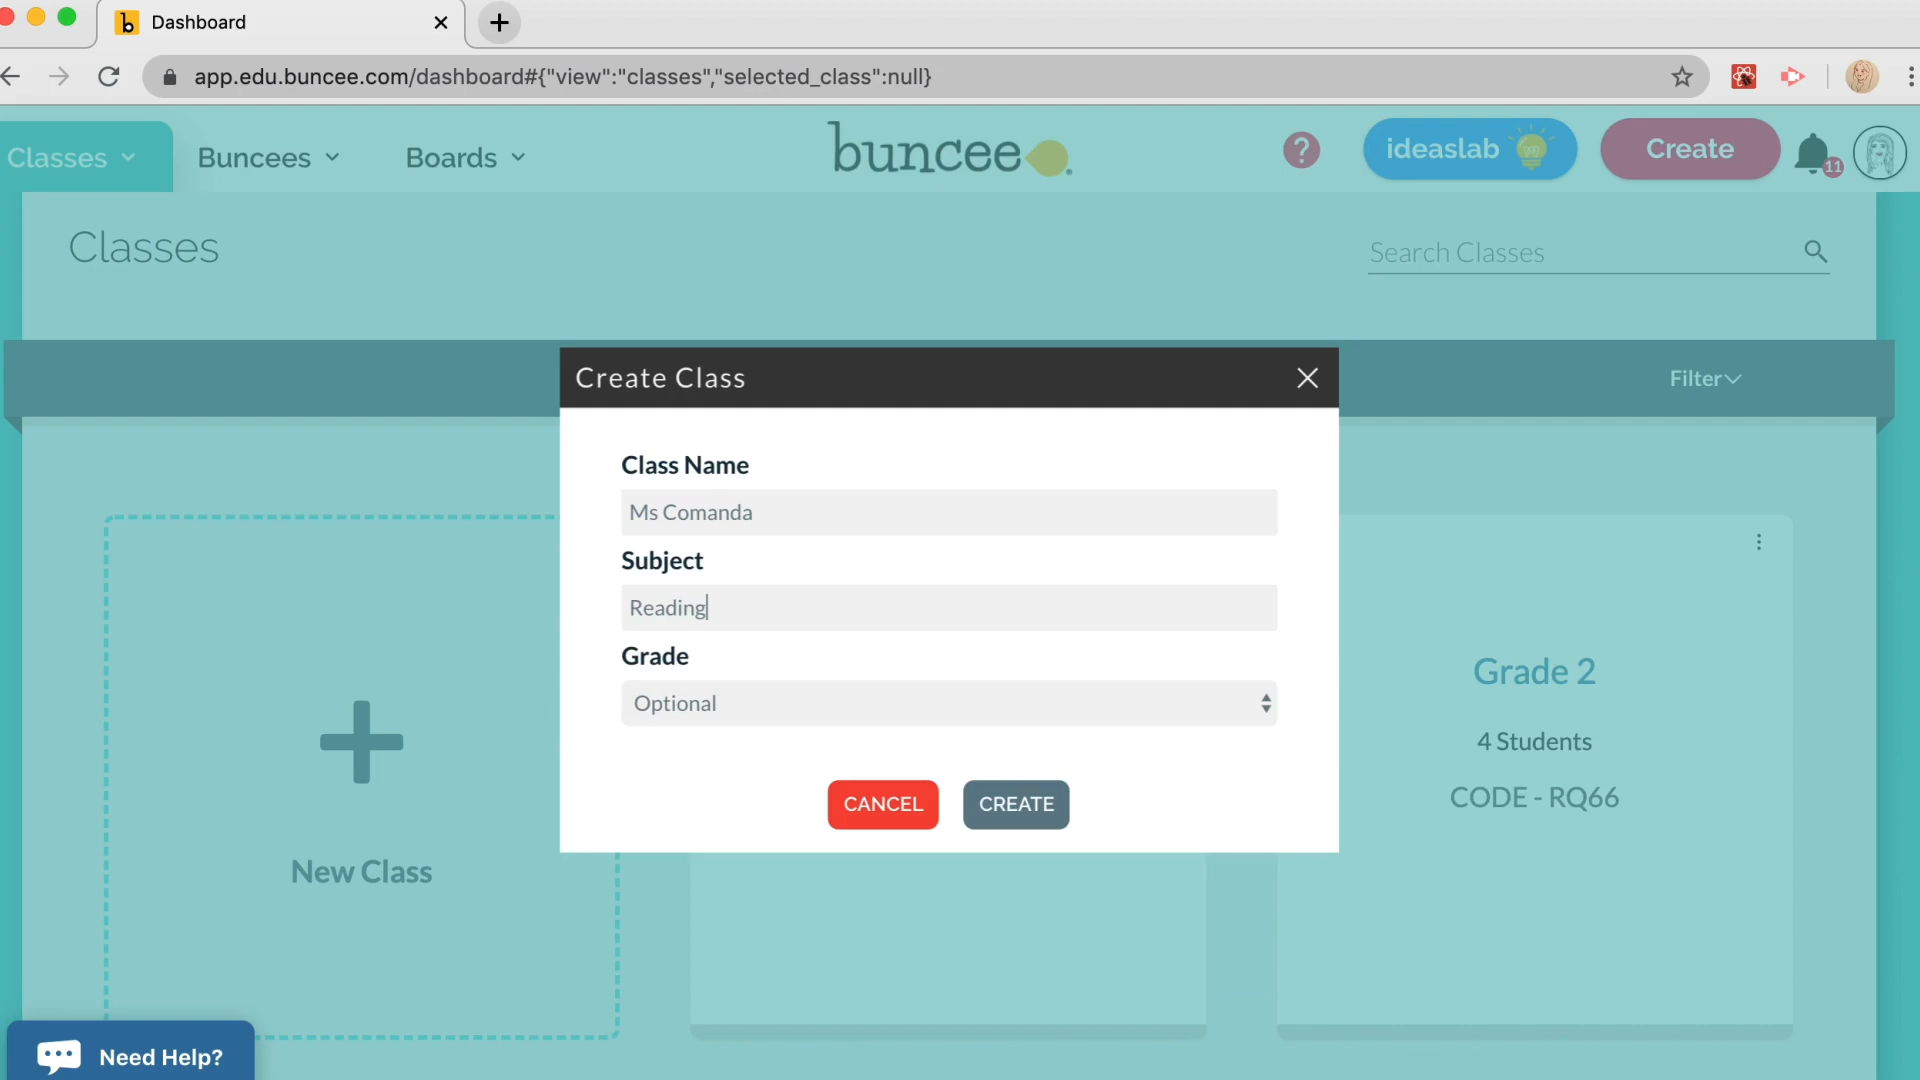 Dashboard
app.edu.buncee.com/dashboard#{"view":"classes","selected_class":null}
Classes
Buncees
Boards
buncee
?
ideaslab
Create
11
Classes
Search Classes
Filter
Create Class
Class Name
Ms Comanda
Subject
Reading
Grade
Optional
CANCEL
CREATE
New Class
Grade 2
4 Students
CODE - RQ66
Need Help?